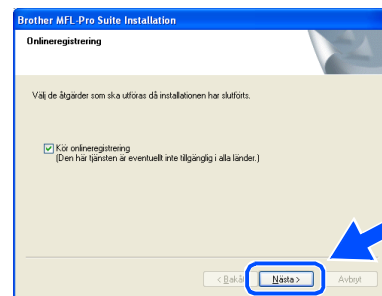 Brother MFL-Pro Suite Installation
Onlineregistrering
Välj de åtgärder som ska utföras då installationen har slutförts.
Kör onlineregistrering
(Den här tjänsten är eventuellt inte tillgänglig i alla länder.)
< Bakåt Nästa > Avbryt